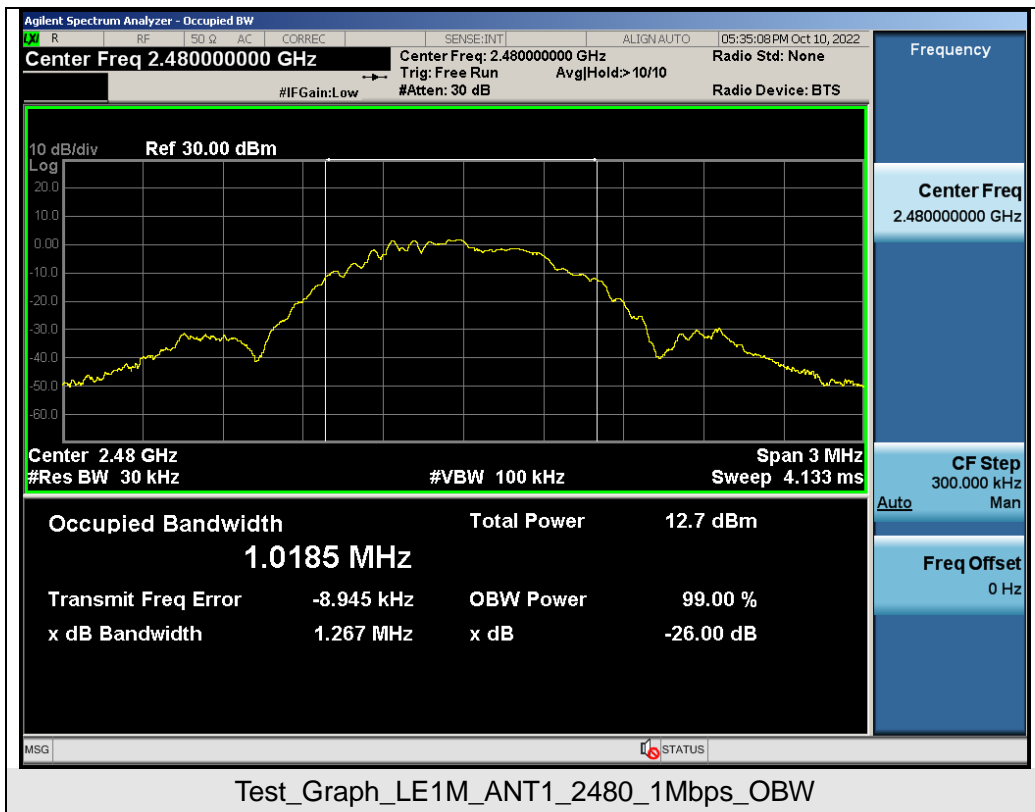 Agilent Spectrum Analyzer - Occupied BW
LXI R RF 50 Ω AC CORREC SENSE:INT ALIGN AUTO 05:35:08 PM Oct 10, 2022
Center Freq 2.480000000 GHz
Center Freq: 2.480000000 GHz
Radio Std: None
Trig: Free Run Avg|Hold:> 10/10
#IFGain:Low
#Atten: 30 dB
Radio Device: BTS
10 dB/div Ref 30.00 dBm
Log
20.0
10.0
0.00
-10.0
-20.0
-30.0
-40.0
-50.0
-60.0
Center 2.48 GHz Span 3 MHz
#Res BW 30 kHz #VBW 100 kHz Sweep 4.133 ms
Occupied Bandwidth Total Power 12.7 dBm
1.0185 MHz
Transmit Freq Error -8.945 kHz OBW Power 99.00 %
x dB Bandwidth 1.267 MHz x dB -26.00 dB
Frequency
Center Freq
2.480000000 GHz
CF Step
300.000 kHz
Auto Man
Freq Offset
0 Hz
MSG STATUS
Test_Graph_LE1M_ANT1_2480_1Mbps_OBW